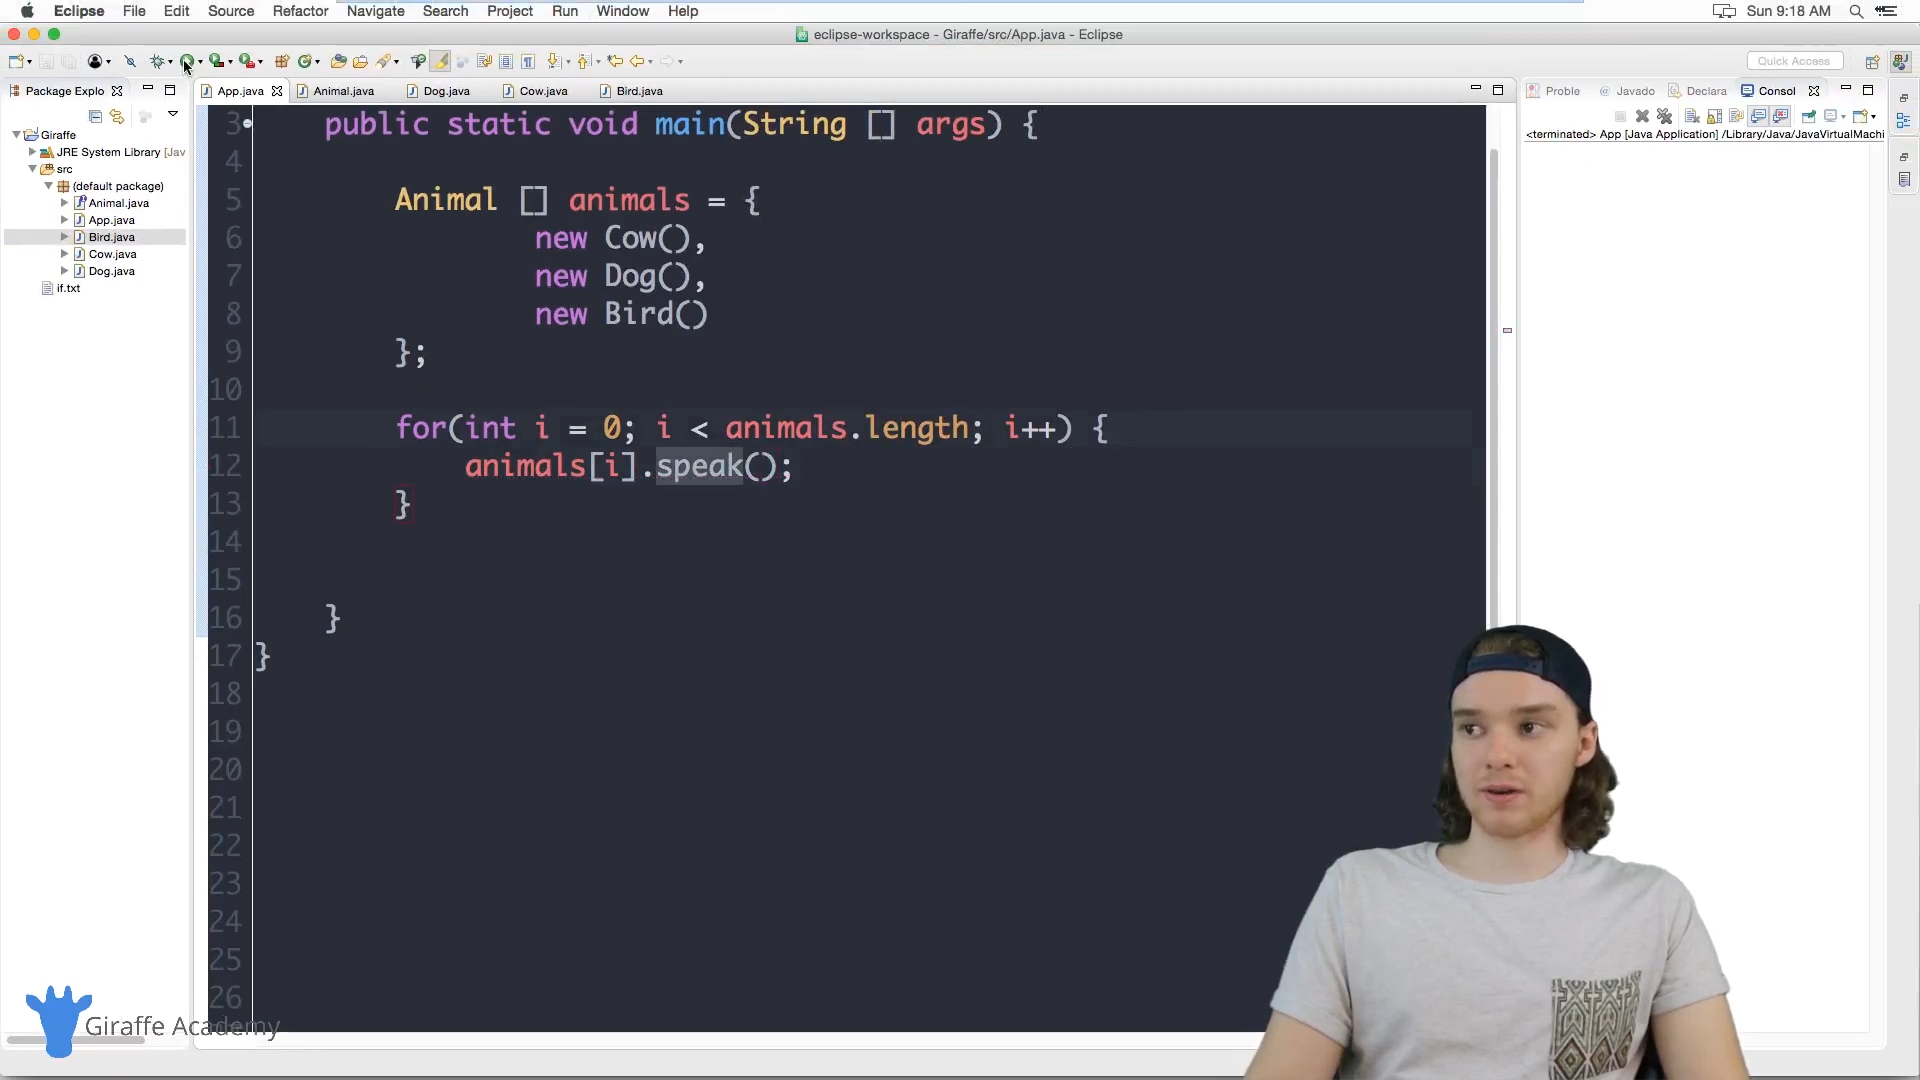 Eclipse File Edit Source Refactor Navigate Search Project Run Window Help Sun 9:18 AM
eclipse-workspace - Giraffe/src/App.java - Eclipse
Quick Access
Package Explo App.java Animal.java Dog.java Cow.java Bird.java Proble Javado Declara Consol
<terminated> App [Java Application] /Library/Java/JavaVirtualMachi
Giraffe
JRE System Library [Jav
src
(default package)
Animal.java
App.java
Bird.java
Cow.java
Dog.java
if.txt
3 public static void main(String [] args) {
4
5 Animal [] animals = {
6 new Cow(),
7 new Dog(),
8 new Bird()
9 };
10
11 for(int i = 0; i < animals.length; i++) {
12 animals[i].speak();
13 }
14
15
16 }
17 }
18
19
20
21
22
23
24
25
26
Giraffe Academy